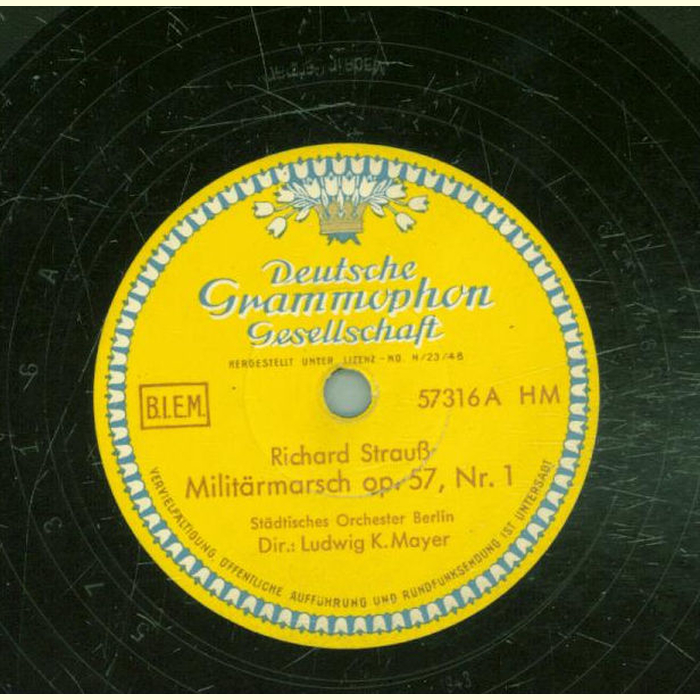 Deutsche
Grammophon
Gesellschaft
HERGESTELLT UNTER LIZENZ-NO. H/23/46
B.I.E.M.
57316 A HM
Richard Strauß
Militärmarsch op. 57, Nr. 1
Städtisches Orchester Berlin
Dir.: Ludwig K. Mayer
VERVIELFÄLTIGUNG, ÖFFENTLICHE AUFFÜHRUNG UND RUNDFUNKSENDUNG IST UNTERSAGT